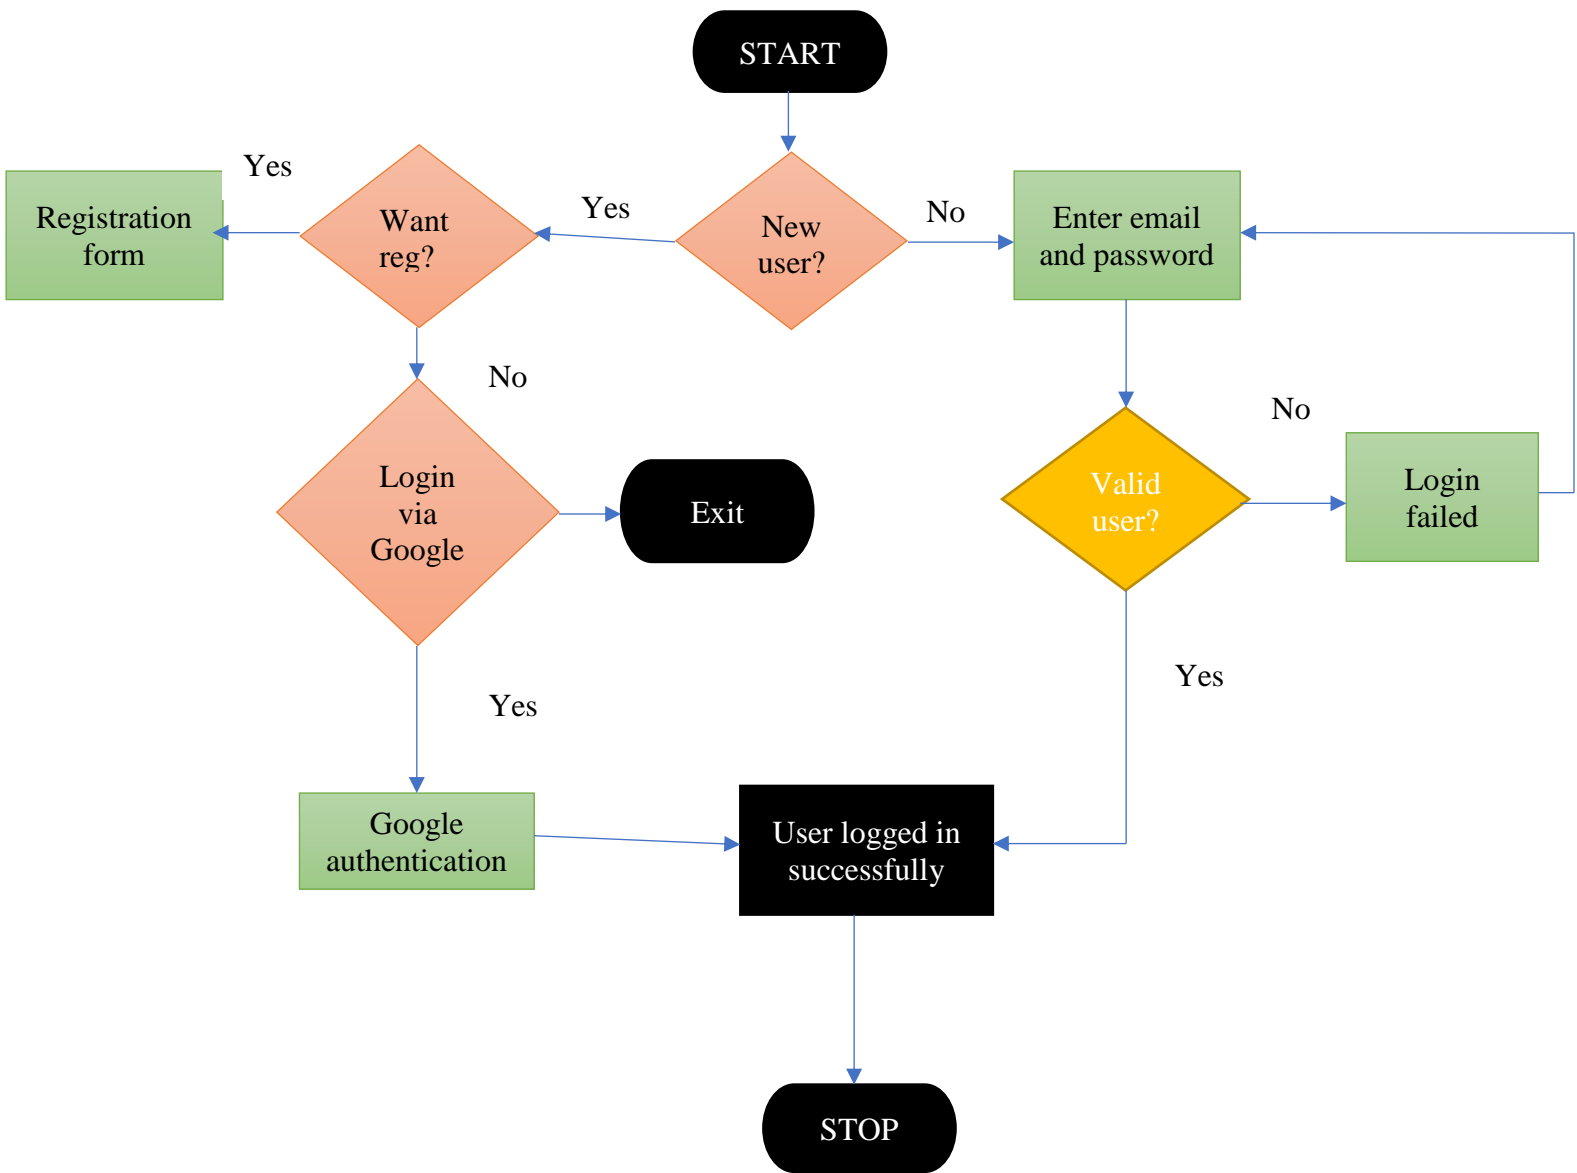 START
Yes
Registration
form
Want
reg?
Yes
New
user?
No
Enter email
and password
No
Login
via
Google
Exit
Valid
user?
No
Login
failed
Yes
Yes
Google
authentication
User logged in
successfully
STOP